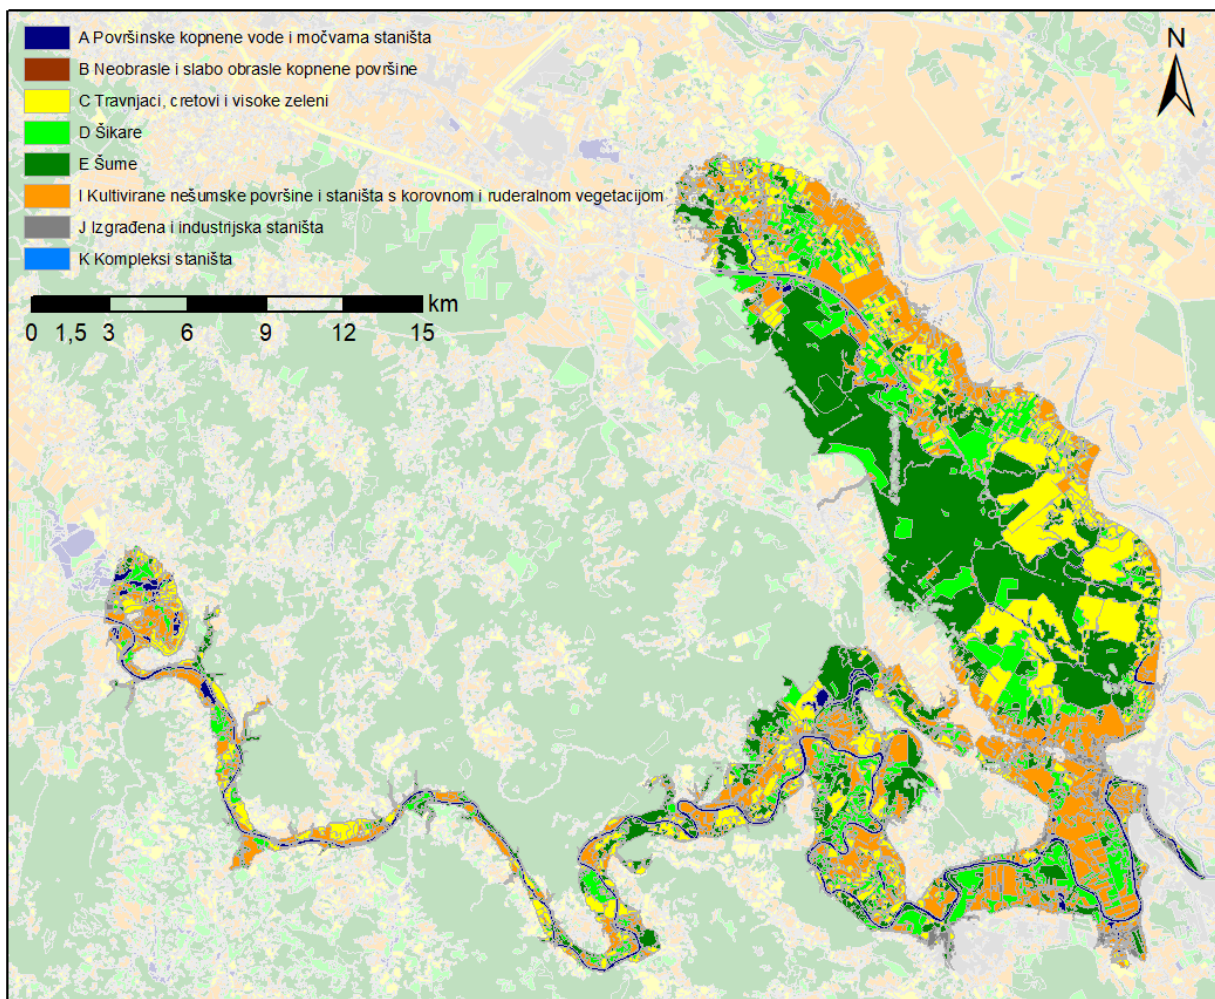 A Površinske kopnene vode i močvarna staništa
B Neobrasle i slabo obrasle kopnene površine
C Travnjaci, cretovi i visoke zeleni
D Šikare
E Šume
I Kultivirane nešumske površine i staništa s korovnom i ruderalnom vegetacijom
J Izgrađena i industrijska staništa
K Kompleksi staništa
km
0 1,5 3 6 9 12 15
N